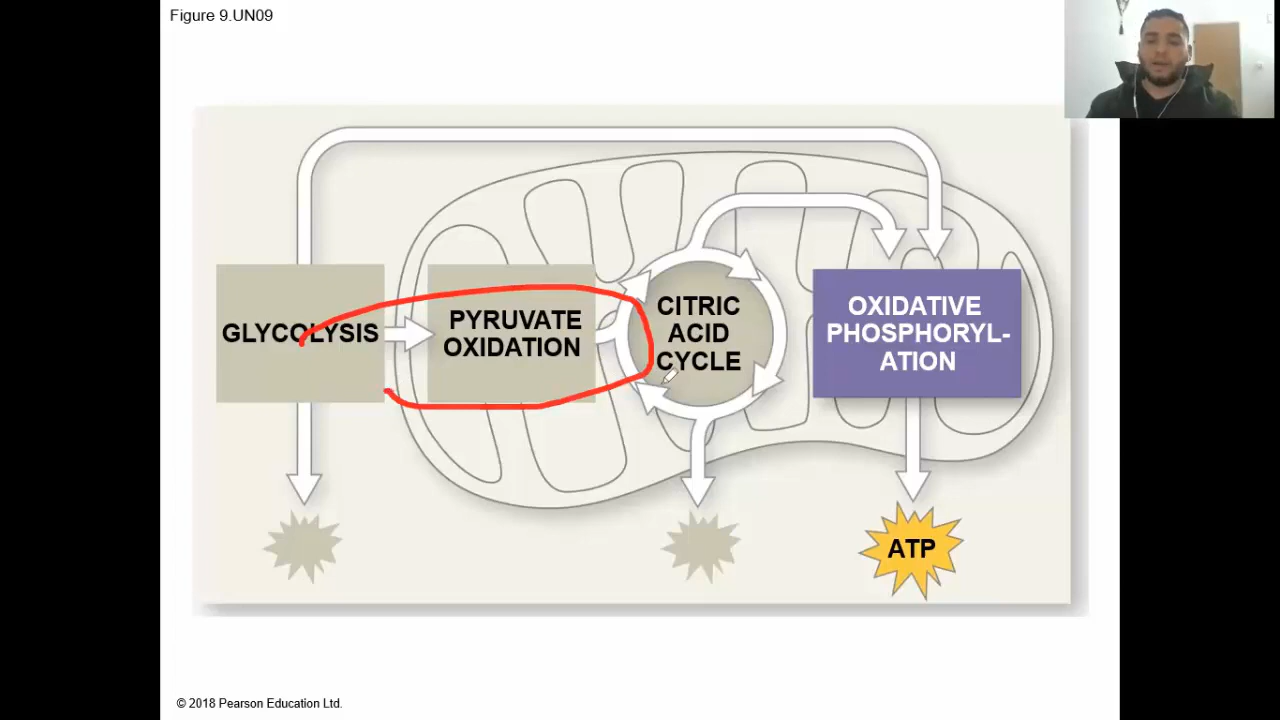 Figure 9.UN09
GLYCOLYSIS
PYRUVATE
OXIDATION
CITRIC
ACID
CYCLE
OXIDATIVE
PHOSPHORYL-
ATION
ATP
© 2018 Pearson Education Ltd.